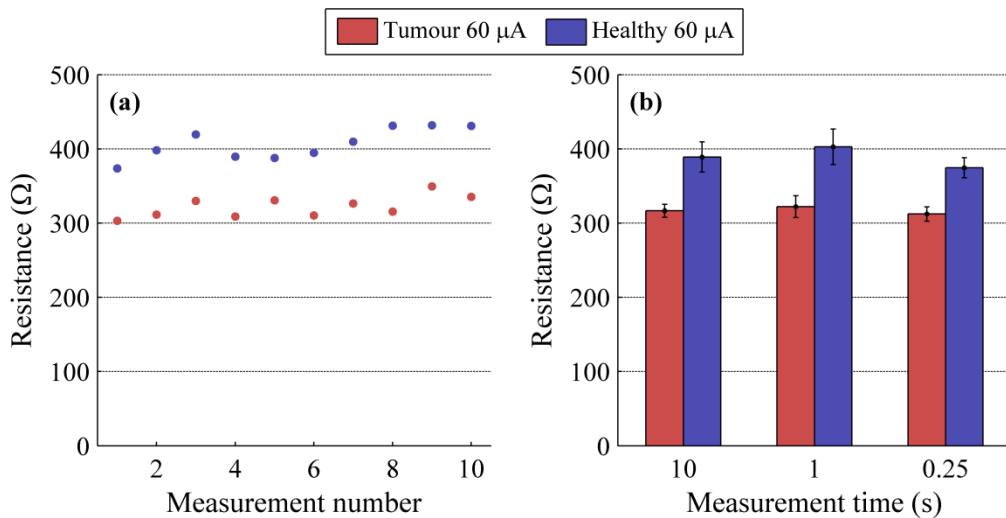 Tumour 60 μA Healthy 60 μA
(a)
500
400
300
200
100
0
Resistance (Ω)
2 4 6 8 10
Measurement number
(b)
500
400
300
200
100
0
Resistance (Ω)
10 1 0.25
Measurement time (s)